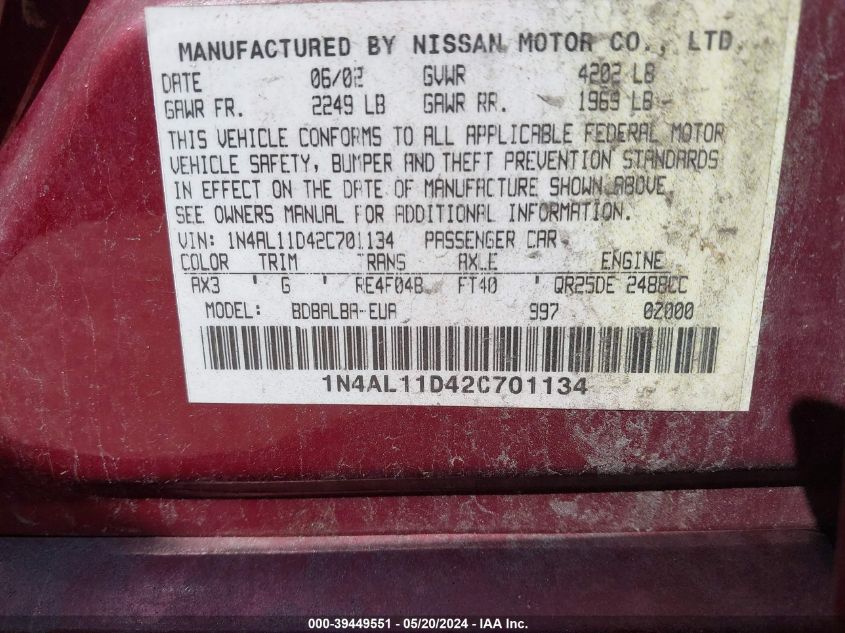 MANUFACTURED BY NISSAN MOTOR CO., LTD.
DATE 06/02 GVWR 4202 LB
GAWR FR. 2249 LB GAWR RR. 1969 LB
THIS VEHICLE CONFORMS TO ALL APPLICABLE FEDERAL MOTOR
VEHICLE SAFETY, BUMPER AND THEFT PREVENTION STANDARDS
IN EFFECT ON THE DATE OF MANUFACTURE SHOWN ABOVE.
SEE OWNERS MANUAL FOR ADDITIONAL INFORMATION.
VIN: 1N4AL11D42C701134 PASSENGER CAR
COLOR TRIM TRANS AXLE ENGINE
AX3 ' G ' RE4F04B FT40 ' QR25DE 2488CC
MODEL: BDBALBA-EUA 997 0Z000
1N4AL11D42C701134
000-39449551 - 05/20/2024 - IAA Inc.